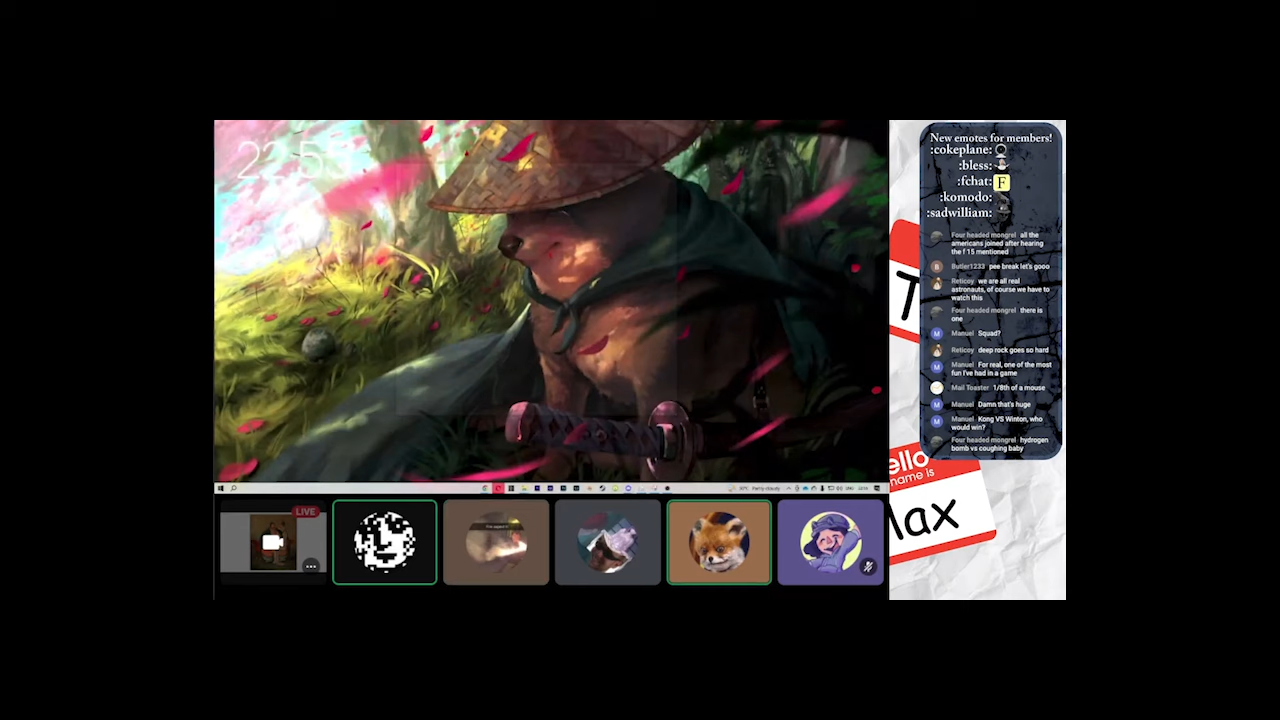 22:55
New emotes for members!
:cokeplane:
:bless:
:fchat: F
:komodo:
:sadwilliam:
Four headed mongrel all the
americans joined after hearing
the f 15 mentioned
B Butler1233 pee break let's gooo
Reticoy we are all real
astronauts, of course we have to
watch this
Four headed mongrel there is
one
M Manuel Squad?
Reticoy deep rock goes so hard
M Manuel For real, one of the most
fun I've had in a game
Mail Toaster 1/8th of a mouse
M Manuel Damn that's huge
M Manuel Kong VS Winton, who
would win?
Four headed mongrel hydrogen
bomb vs coughing baby
T
ello
name is
Max
LIVE